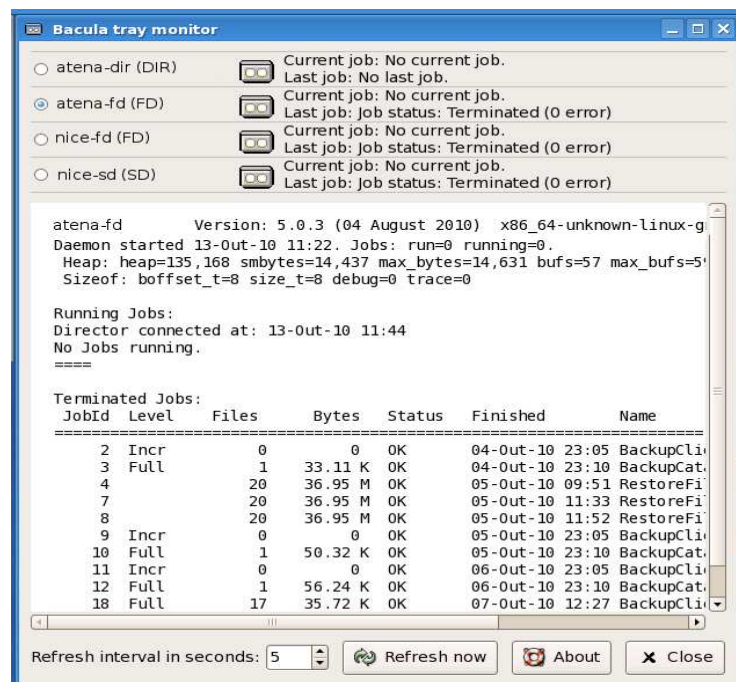 Bacula tray monitor
atena-dir (DIR) Current job: No current job.
Last job: No last job.
atena-fd (FD) Current job: No current job.
Last job: Job status: Terminated (0 error)
nice-fd (FD) Current job: No current job.
Last job: Job status: Terminated (0 error)
nice-sd (SD) Current job: No current job.
Last job: Job status: Terminated (0 error)
atena-fd Version: 5.0.3 (04 August 2010) x86_64-unknown-linux-g
Daemon started 13-Out-10 11:22. Jobs: run=0 running=0.
Heap: heap=135,168 smbytes=14,437 max_bytes=14,631 bufs=57 max_bufs=5
Sizeof: boffset_t=8 size_t=8 debug=0 trace=0
Running Jobs:
Director connected at: 13-Out-10 11:44
No Jobs running.
====
Terminated Jobs:
JobId Level Files Bytes Status Finished Name
======================================================================
2 Incr 0 0 OK 04-Out-10 23:05 BackupCli
3 Full 1 33.11 K OK 04-Out-10 23:10 BackupCat
4 20 36.95 M OK 05-Out-10 09:51 RestoreFi
7 20 36.95 M OK 05-Out-10 11:33 RestoreFi
8 20 36.95 M OK 05-Out-10 11:52 RestoreFi
9 Incr 0 0 OK 05-Out-10 23:05 BackupCli
10 Full 1 50.32 K OK 05-Out-10 23:10 BackupCat
11 Incr 0 0 OK 06-Out-10 23:05 BackupCli
12 Full 1 56.24 K OK 06-Out-10 23:10 BackupCat
18 Full 17 35.72 K OK 07-Out-10 12:27 BackupCli
Refresh interval in seconds: 5 Refresh now About Close